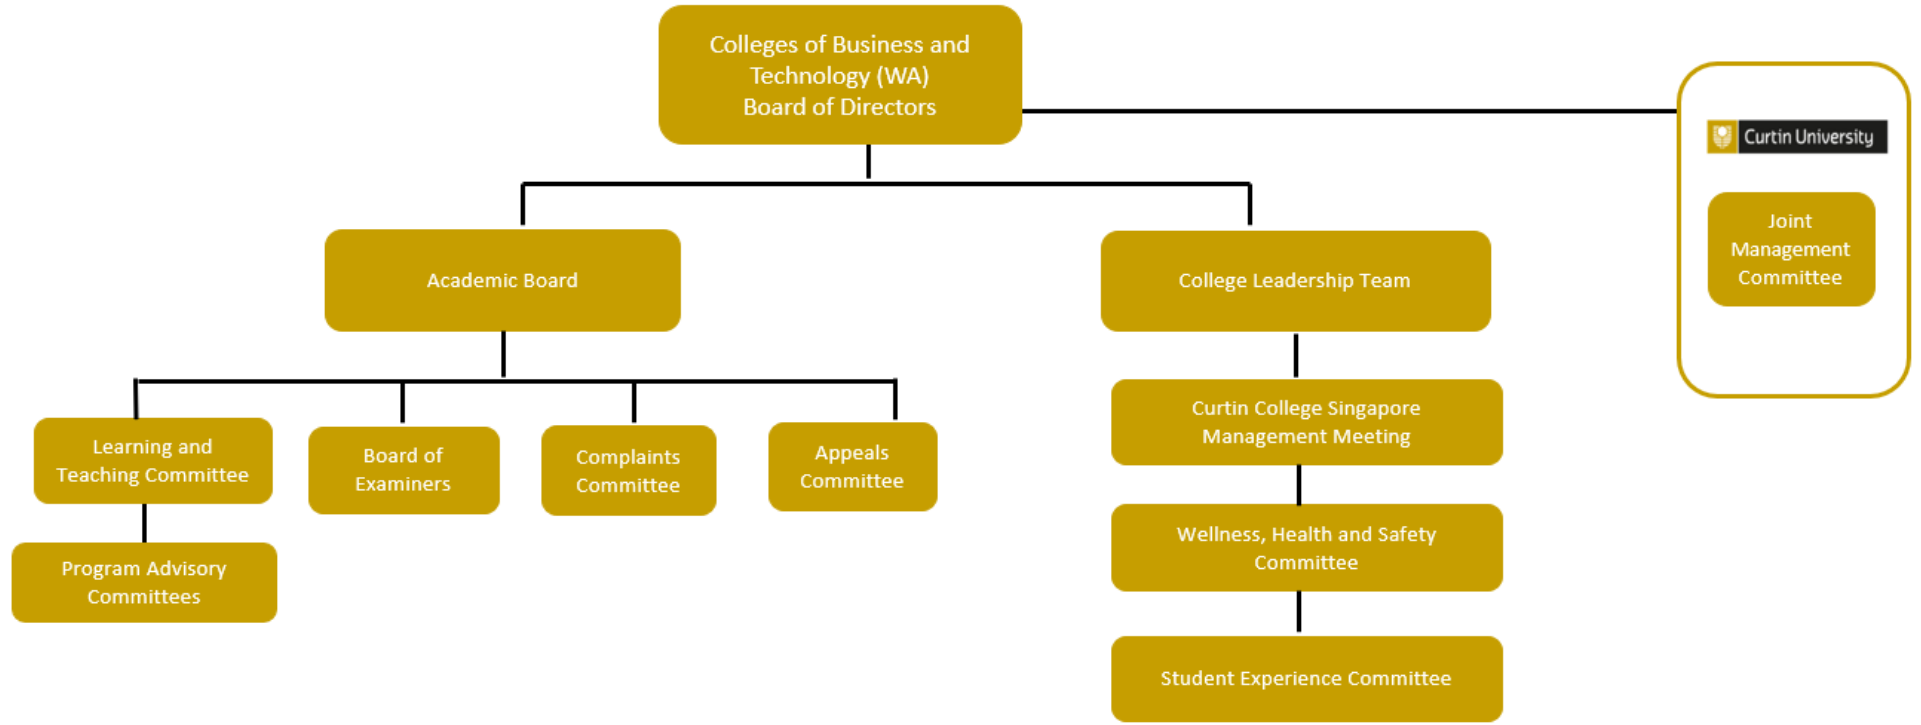 Colleges of Business and
Technology (WA)
Board of Directors
Curtin University
Joint
Management
Committee
Academic Board
College Leadership Team
Learning and
Teaching Committee
Board of
Examiners
Complaints
Committee
Appeals
Committee
Program Advisory
Committees
Curtin College Singapore
Management Meeting
Wellness, Health and Safety
Committee
Student Experience Committee